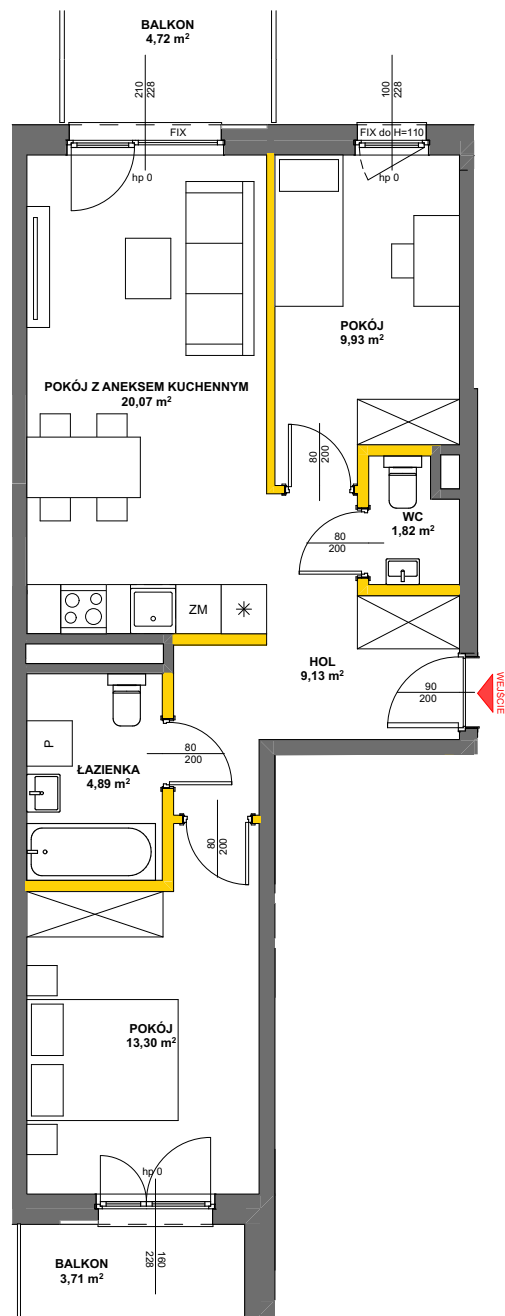 BALKON
4,72 m²
210
228
100
228
FIX
FIX do H=110
hp 0
hp 0
POKÓJ
9,93 m²
POKÓJ Z ANEKSEM KUCHENNYM
20,07 m²
80
200
WC
1,82 m²
80
200
ZM
HOL
9,13 m²
90
200
WEJŚCIE
P
ŁAZIENKA
4,89 m²
80
200
80
200
POKÓJ
13,30 m²
hp 0
160
228
BALKON
3,71 m²